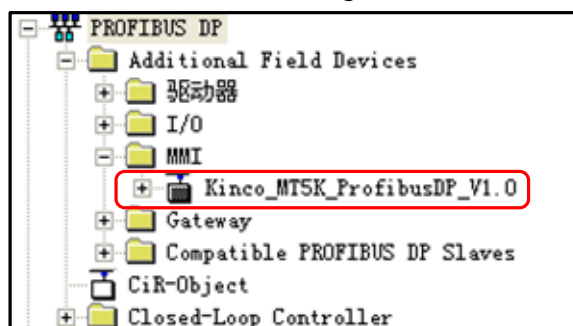 PROFIBUS DP
Additional Field Devices
驱动器
I/O
MMI
Kinco_MT5K_ProfibusDP_V1.0
Gateway
Compatible PROFIBUS DP Slaves
CiR-Object
Closed-Loop Controller